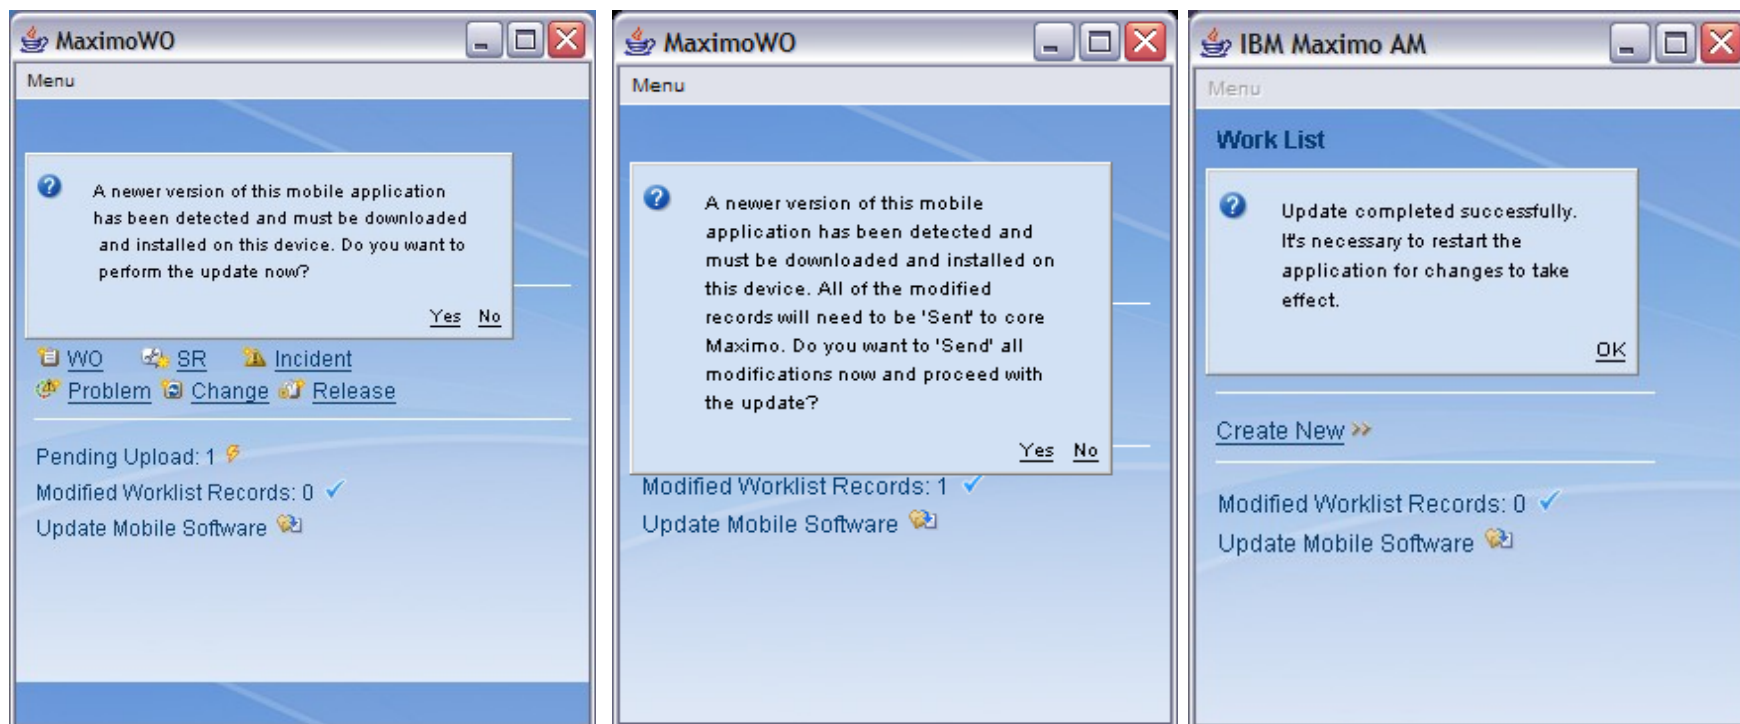 MaximoWO
Menu
A newer version of this mobile application
has been detected and must be downloaded
and installed on this device. Do you want to
perform the update now?
Yes No
WO SR Incident
Problem Change Release
Pending Upload: 1
Modified Worklist Records: 0
Update Mobile Software
MaximoWO
Menu
A newer version of this mobile
application has been detected and
must be downloaded and installed on
this device. All of the modified
records will need to be 'Sent' to core
Maximo. Do you want to 'Send' all
modifications now and proceed with
the update?
Yes No
Modified Worklist Records: 1
Update Mobile Software
IBM Maximo AM
Menu
Work List
Update completed successfully.
It's necessary to restart the
application for changes to take
effect.
OK
Create New >>
Modified Worklist Records: 0
Update Mobile Software